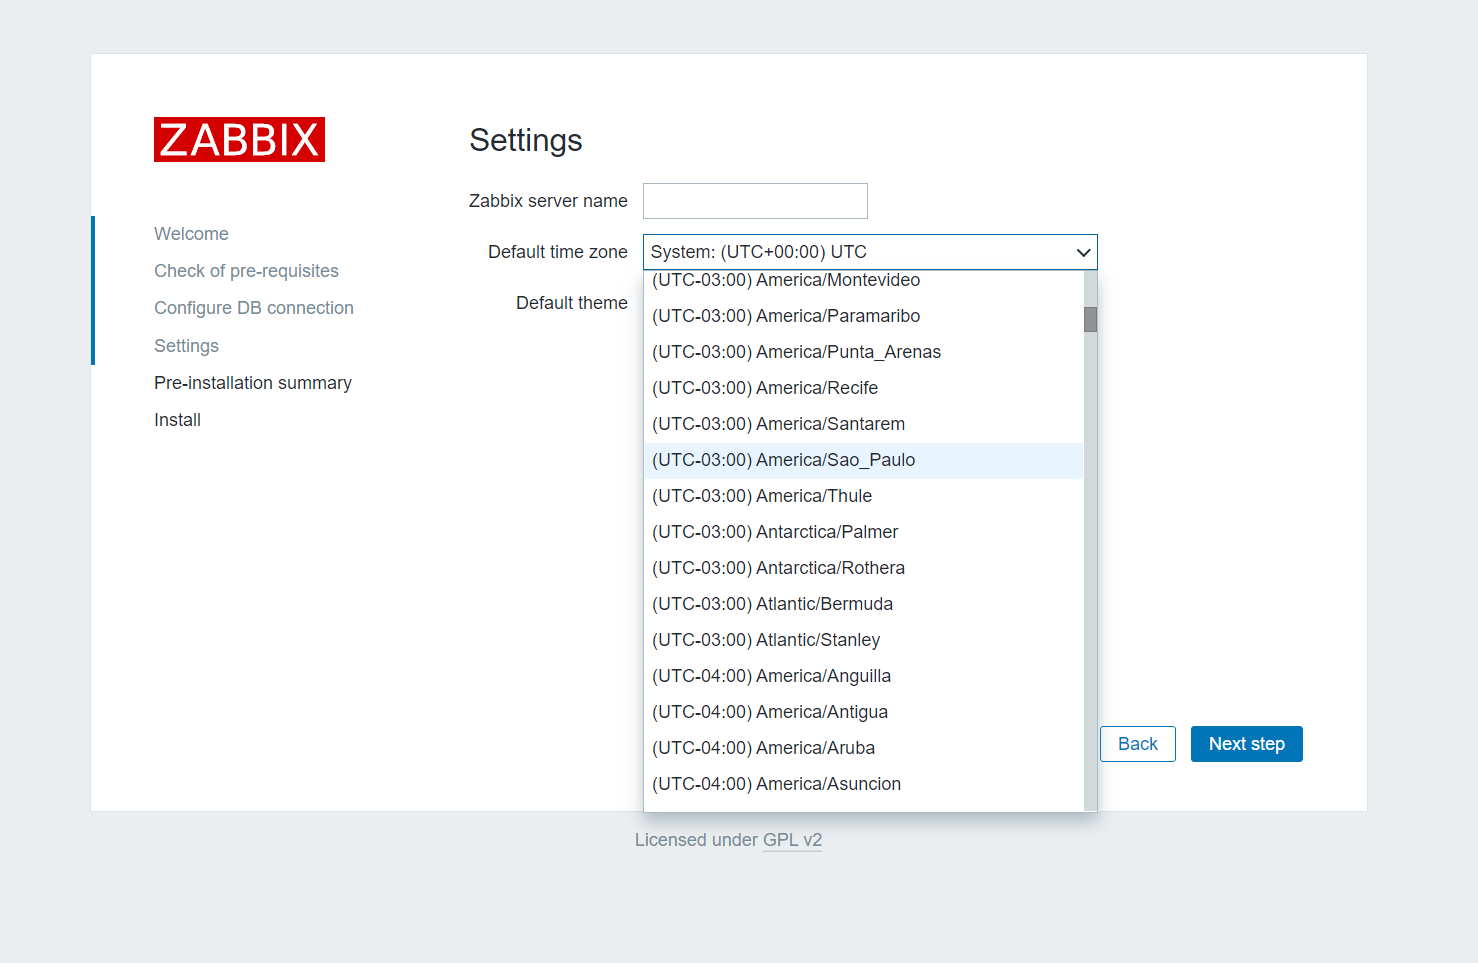 ZABBIX
Welcome
Check of pre-requisites
Configure DB connection
Settings
Pre-installation summary
Install
Settings
Zabbix server name
Default time zone System: (UTC+00:00) UTC
Default theme
(UTC-03:00) America/Montevideo
(UTC-03:00) America/Paramaribo
(UTC-03:00) America/Punta_Arenas
(UTC-03:00) America/Recife
(UTC-03:00) America/Santarem
(UTC-03:00) America/Sao_Paulo
(UTC-03:00) America/Thule
(UTC-03:00) Antarctica/Palmer
(UTC-03:00) Antarctica/Rothera
(UTC-03:00) Atlantic/Bermuda
(UTC-03:00) Atlantic/Stanley
(UTC-04:00) America/Anguilla
(UTC-04:00) America/Antigua
(UTC-04:00) America/Aruba
(UTC-04:00) America/Asuncion
Back Next step
Licensed under GPL v2